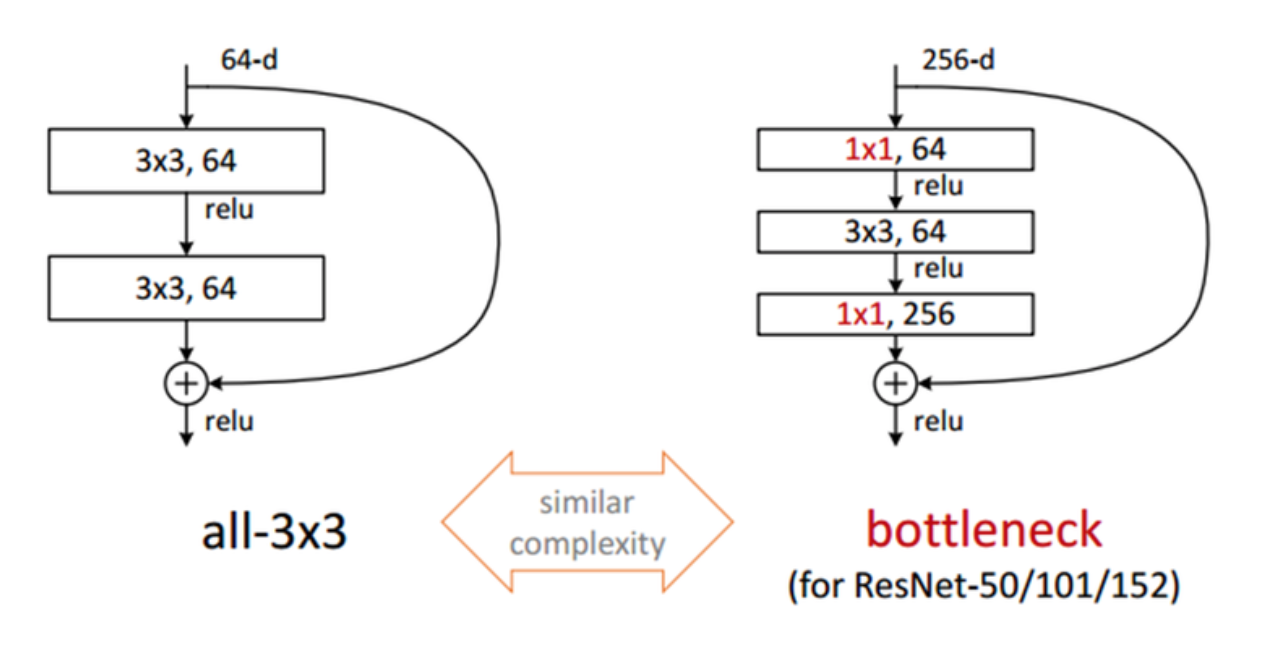 64-d
3x3, 64
relu
3x3, 64
+
relu
all-3x3
similar
complexity
256-d
1x1, 64
relu
3x3, 64
relu
1x1, 256
+
relu
bottleneck
(for ResNet-50/101/152)